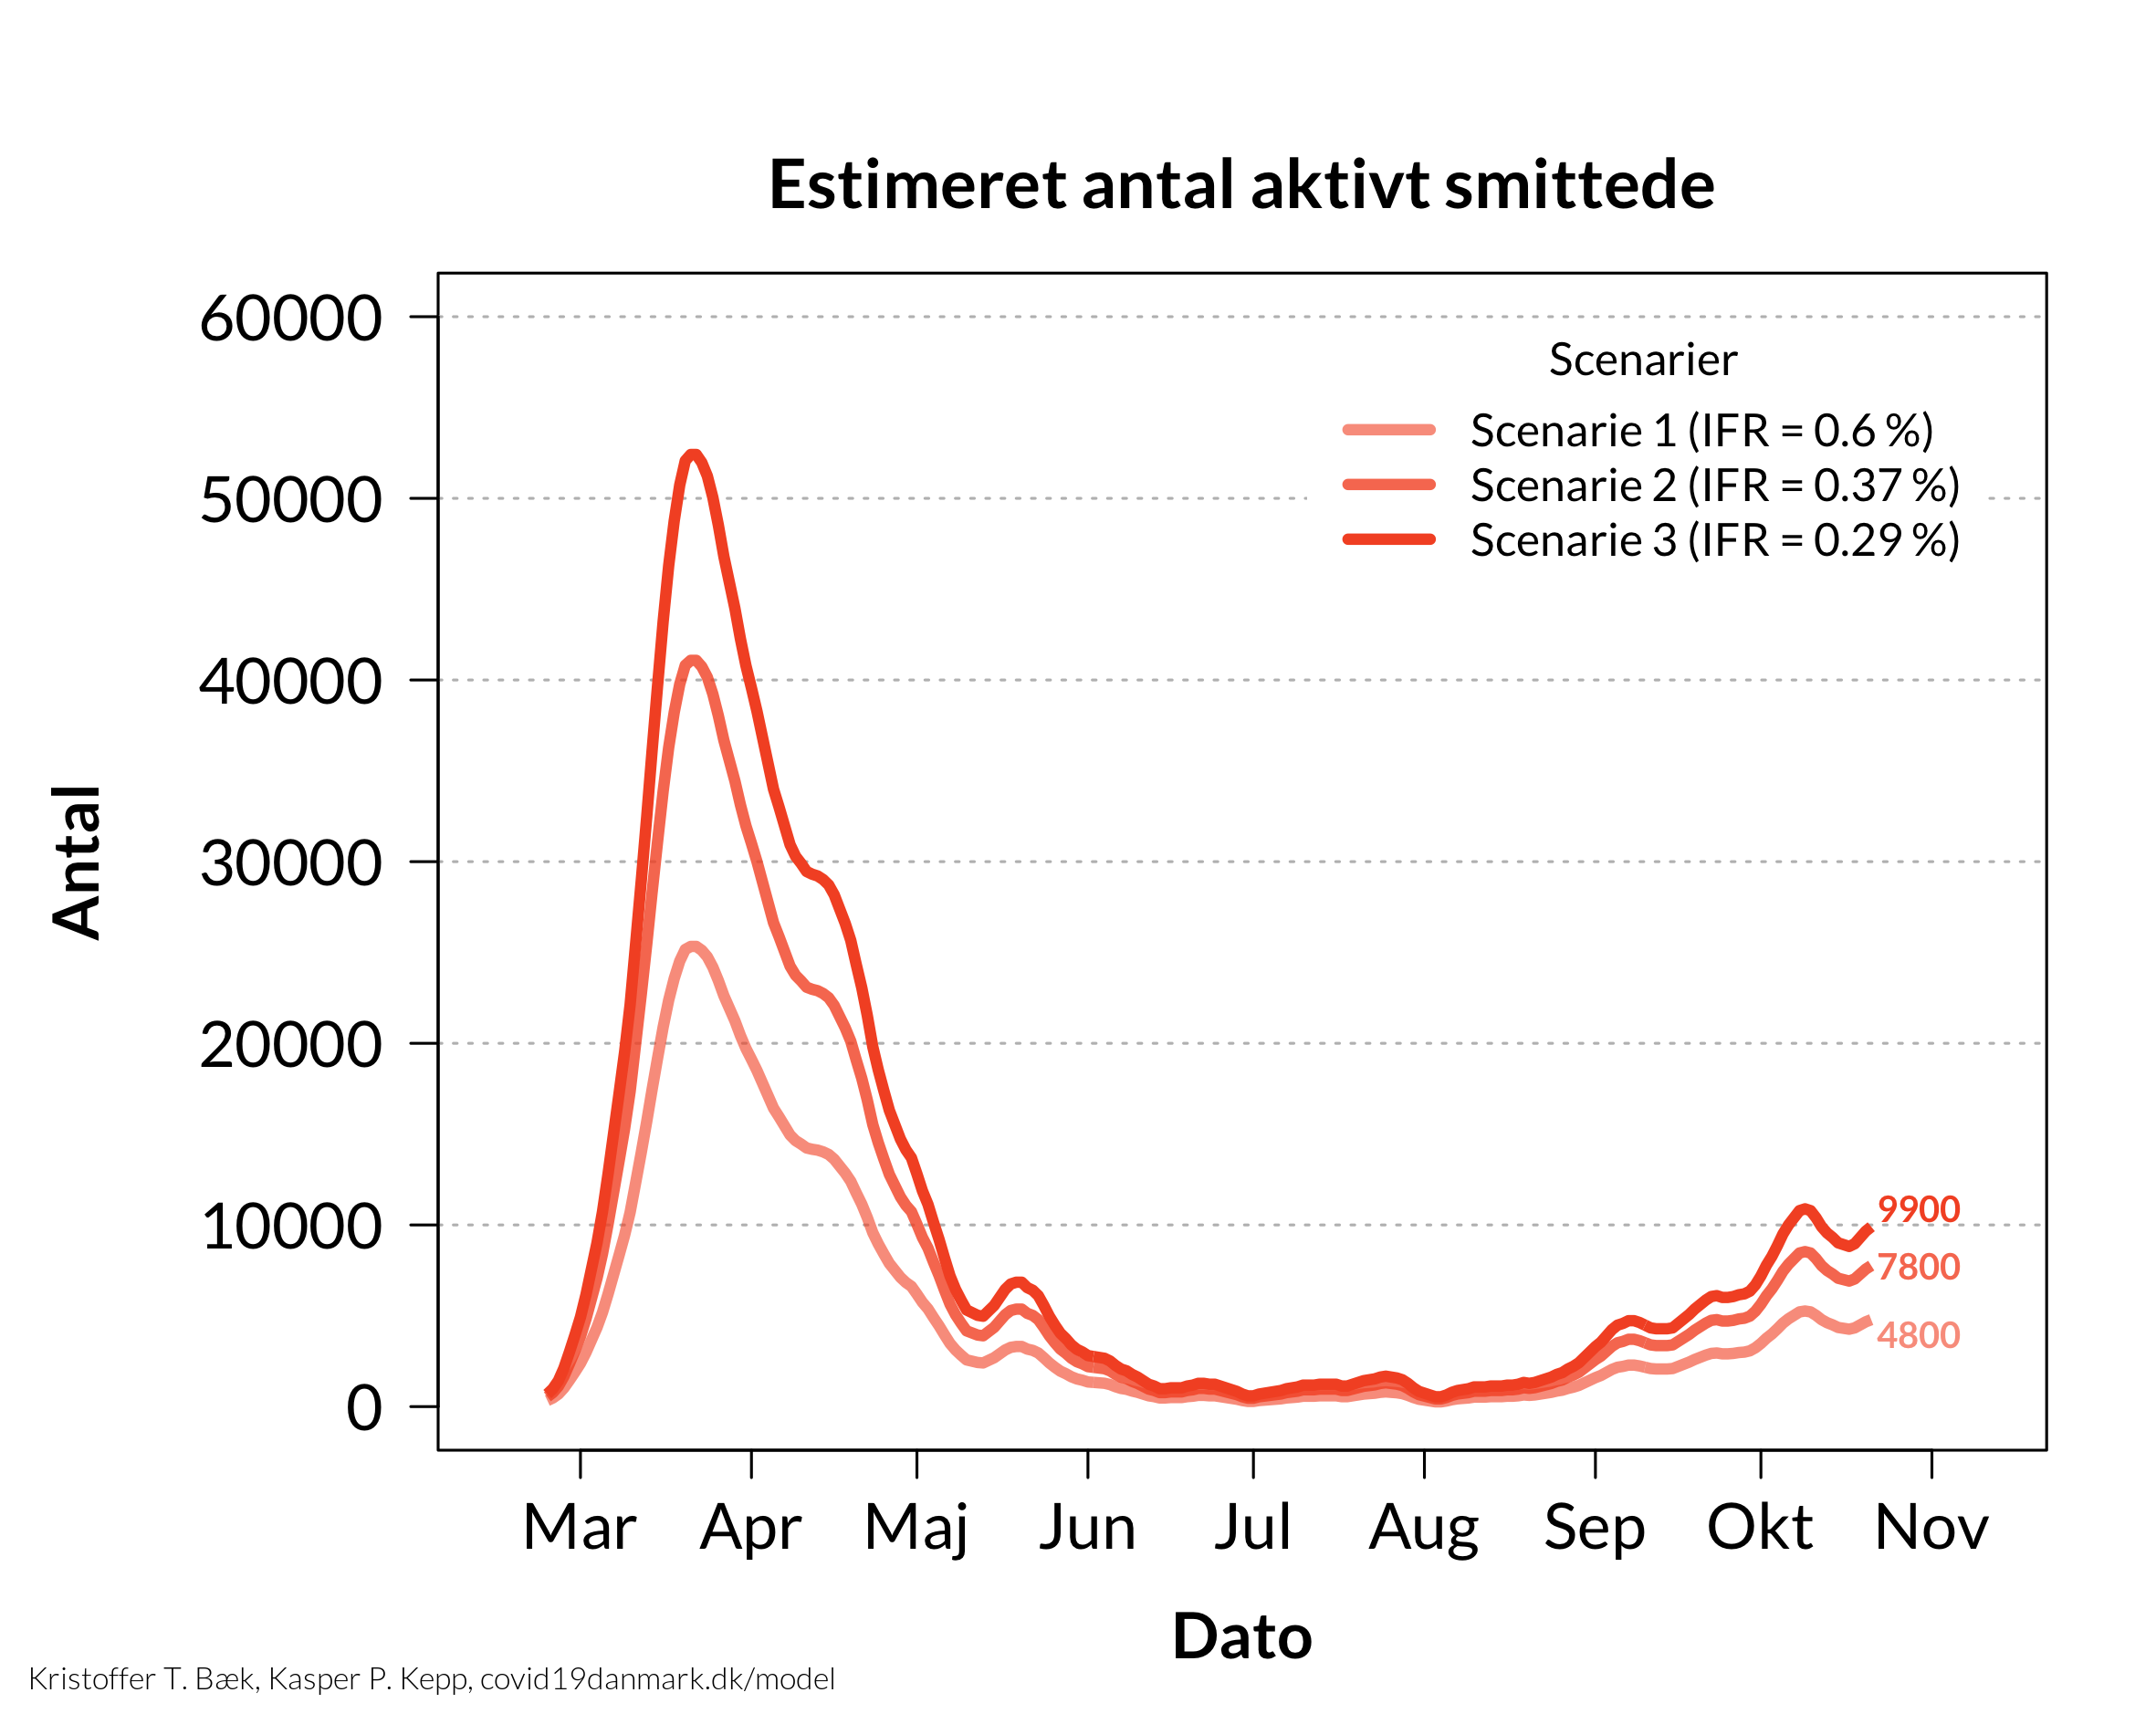 Estimeret antal aktivt smittede
60000
50000
40000
30000
20000
10000
0
Antal
Scenarier
Scenarie 1 (IFR = 0.6 %)
Scenarie 2 (IFR = 0.37 %)
Scenarie 3 (IFR = 0.29 %)
9900
7800
4800
Mar Apr Maj Jun Jul Aug Sep Okt Nov
Dato
Kristoffer T. Bæk, Kasper P. Kepp, covid19danmark.dk/model